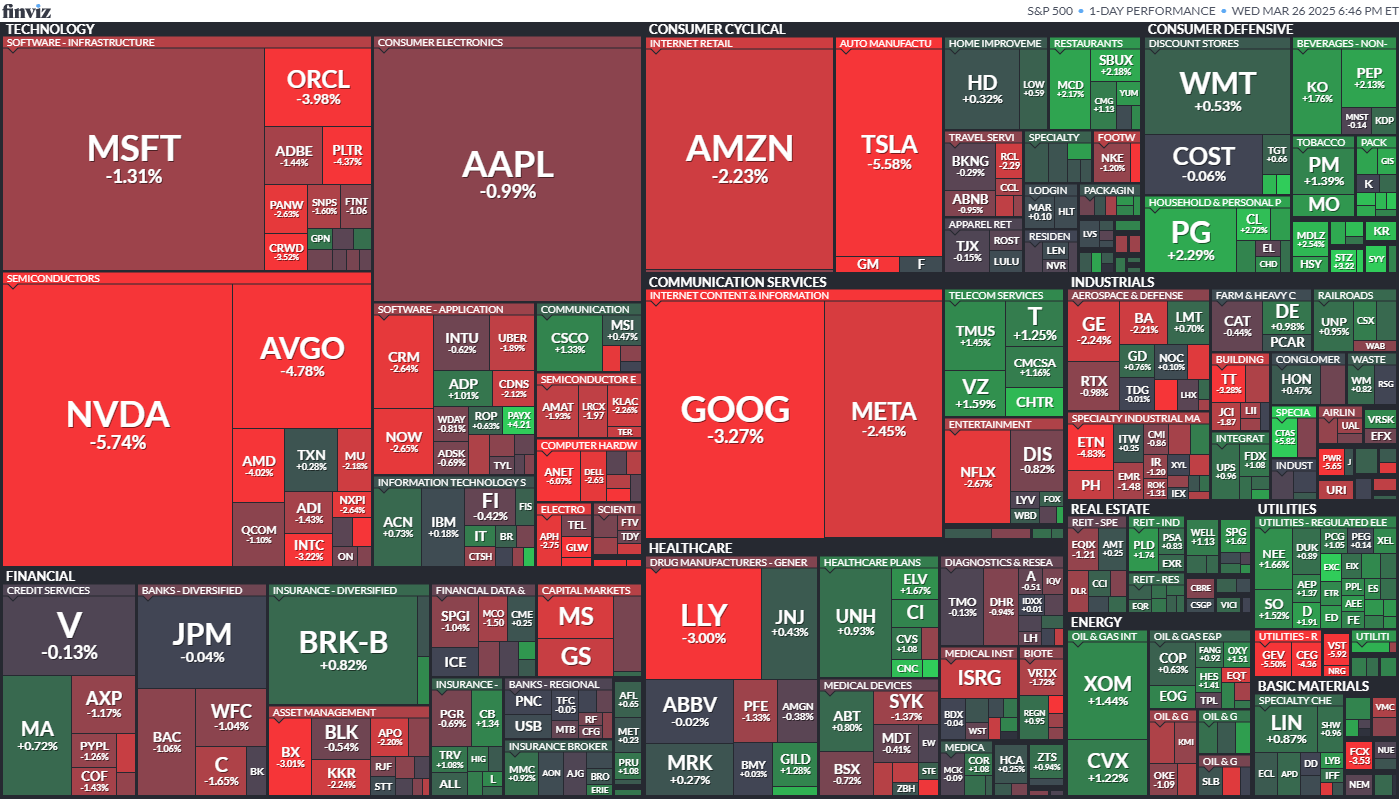 finviz
S&P 500 • 1-DAY PERFORMANCE • WED MAR 26 2025 6:46 PM ET
TECHNOLOGY
SOFTWARE - INFRASTRUCTURE
MSFT
-1.31%
ORCL
-3.98%
ADBE
-1.44%
PLTR
-4.37%
PANW
-2.63%
SNPS
-1.60%
FTNT
-1.06
CRWD
-3.52%
GPN
CONSUMER ELECTRONICS
AAPL
-0.99%
SEMICONDUCTORS
NVDA
-5.74%
AVGO
-4.78%
AMD
-4.02%
TXN
+0.28%
MU
-2.18%
QCOM
-1.10%
ADI
-1.43%
NXPI
-2.64%
INTC
-3.22%
ON
SOFTWARE - APPLICATION
CRM
-2.64%
INTU
-0.62%
UBER
-1.89%
ADP
+1.01%
CDNS
-2.12%
NOW
-2.65%
WDAY
-0.81%
ROP
+0.63%
PAYX
+4.21
ADSK
-0.69%
TYL
COMMUNICATION
CSCO
+1.33%
MSI
+0.47%
SEMICONDUCTOR E
AMAT
-1.93%
LRCX
-1.97
KLAC
-2.26%
TER
COMPUTER HARDW
ANET
-6.07%
DELL
-2.63
INFORMATION TECHNOLOGY S
ACN
+0.73%
IBM
+0.18%
FI
-0.42%
FIS
IT
BR
CTSH
ELECTRO
APH
-2.75
TEL
GLW
SCIENTI
FTV
TDY
CONSUMER CYCLICAL
INTERNET RETAIL
AMZN
-2.23%
AUTO MANUFACTU
TSLA
-5.58%
GM
F
HOME IMPROVEME
HD
+0.32%
LOW
+0.59
RESTAURANTS
MCD
+2.17%
SBUX
+2.18%
CMG
+1.13
YUM
TRAVEL SERVI
BKNG
-0.29%
RCL
-2.29
ABNB
-0.95%
CCL
SPECIALTY
FOOTW
NKE
-1.20%
LODGIN
MAR
+0.10
HLT
PACKAGIN
APPAREL RET
TJX
-0.15%
ROST
LULU
RESIDEN
LEN
NVR
LVS
CONSUMER DEFENSIVE
DISCOUNT STORES
WMT
+0.53%
COST
-0.06%
TGT
+0.66
BEVERAGES - NON-
KO
+1.76%
PEP
+2.13%
MNST
-0.14
KDP
TOBACCO
PM
+1.39%
MO
PACK
GIS
K
HOUSEHOLD & PERSONAL P
PG
+2.29%
CL
+2.72%
EL
CHD
MDLZ
+2.54%
HSY
STZ
+3.22
KR
SYY
COMMUNICATION SERVICES
INTERNET CONTENT & INFORMATION
GOOG
-3.27%
META
-2.45%
TELECOM SERVICES
TMUS
+1.45%
T
+1.25%
VZ
+1.59%
CMCSA
+1.16%
CHTR
ENTERTAINMENT
NFLX
-2.67%
DIS
-0.82%
LYV
FOX
WBD
INDUSTRIALS
AEROSPACE & DEFENSE
GE
-2.24%
BA
-2.21%
LMT
+0.70%
RTX
-0.98%
GD
+0.76%
NOC
+0.10%
TDG
-0.01%
LHX
FARM & HEAVY C
CAT
-0.44%
DE
+0.98%
PCAR
RAILROADS
UNP
+0.95%
CSX
WAB
BUILDING
TT
-3.28%
JCI
-1.87
LII
CONGLOMER
HON
+0.47%
WASTE
WM
+0.82
RSG
SPECIALTY INDUSTRIAL MA
ETN
-4.83%
ITW
+0.35
CMI
-0.86
PH
EMR
-1.48
IR
-1.20
XYL
ROK
-1.31
IEX
INTEGRAT
UPS
+0.96
FDX
+1.08
SPECIA
CTAS
+5.82
AIRLIN
UAL
VRSK
EFX
INDUST
PWR
-5.65
J
URI
FINANCIAL
CREDIT SERVICES
V
-0.13%
MA
+0.72%
AXP
-1.17%
PYPL
-1.26%
COF
-1.43%
BANKS - DIVERSIFIED
JPM
-0.04%
BAC
-1.06%
WFC
-1.04%
C
-1.65%
BK
INSURANCE - DIVERSIFIED
BRK-B
+0.82%
ASSET MANAGEMENT
BX
-3.01%
BLK
-0.54%
APO
-2.20%
KKR
-2.24%
RJF
STT
FINANCIAL DATA &
SPGI
-1.04%
MCO
-1.50
CME
+0.25
ICE
CAPITAL MARKETS
MS
GS
INSURANCE -
PGR
-0.69%
CB
+1.34
TRV
+1.08%
HIG
ALL
L
BANKS - REGIONAL
PNC
TFC
-0.05
USB
MTB
RF
CFG
INSURANCE BROKER
MMC
+0.92%
AON
AJG
BRO
ERIE
AFL
+0.65
MET
+0.23
PRU
+1.08
HEALTHCARE
DRUG MANUFACTURERS - GENER
LLY
-3.00%
JNJ
+0.43%
ABBV
-0.02%
PFE
-1.33%
AMGN
-0.38%
MRK
+0.27%
BMY
+0.03%
GILD
+1.28%
HEALTHCARE PLANS
UNH
+0.93%
ELV
+1.67%
CI
CVS
+1.08
CNC
MEDICAL DEVICES
ABT
+0.80%
SYK
-1.37%
BSX
-0.72%
MDT
-0.41%
EW
STE
ZBH
DIAGNOSTICS & RESEA
TMO
-0.13%
DHR
-0.94%
A
-0.51
IQV
IDXX
+0.01
LH
MEDICAL INST
ISRG
BDX
-0.04
WST
BIOTE
VRTX
-1.72%
REGN
+0.95
MEDICA
MCK
-0.09
COR
+1.08
HCA
+0.25%
ZTS
+0.94%
REAL ESTATE
REIT - SPE
EQIX
-1.21
AMT
+0.25
DLR
CCI
REIT - IND
PLD
+1.74
PSA
+0.83
EXR
WELL
+1.13
SPG
+1.62
REIT - RES
EQR
CBRE
CSGP
VICI
UTILITIES
UTILITIES - REGULATED ELE
NEE
+1.66%
DUK
+0.89
PCG
+1.05
PEG
+0.14
XEL
EXC
EIX
SO
+1.52%
AEP
+1.37
ETR
PPL
ES
AEE
D
+1.91
ED
FE
UTILITIES - R
GEV
-5.50%
CEG
-4.36
VST
-5.92
NRG
UTILITI
ENERGY
OIL & GAS INT
XOM
+1.44%
CVX
+1.22%
OIL & GAS E&P
COP
+0.63%
FANG
+0.92
OXY
+1.51
EOG
HES
+1.41
EQT
TPL
OIL & G
KMI
OKE
-1.09
OIL & G
OIL & G
SLB
BASIC MATERIALS
SPECIALTY CHE
LIN
+0.87%
SHW
+0.96
ECL
APD
DD
LYB
IFF
VMC
FCX
-3.53
NUE
NEM